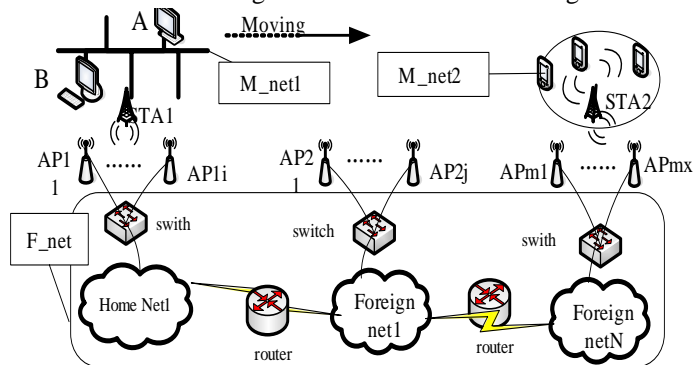 A
Moving
B
M_net1
M_net2
STA1
STA2
AP1
1
......
AP1i
AP2
1
......
AP2j
APm1
......
APmx
F_net
swith
switch
swith
Home Net1
router
Foreign
net1
router
Foreign
netN